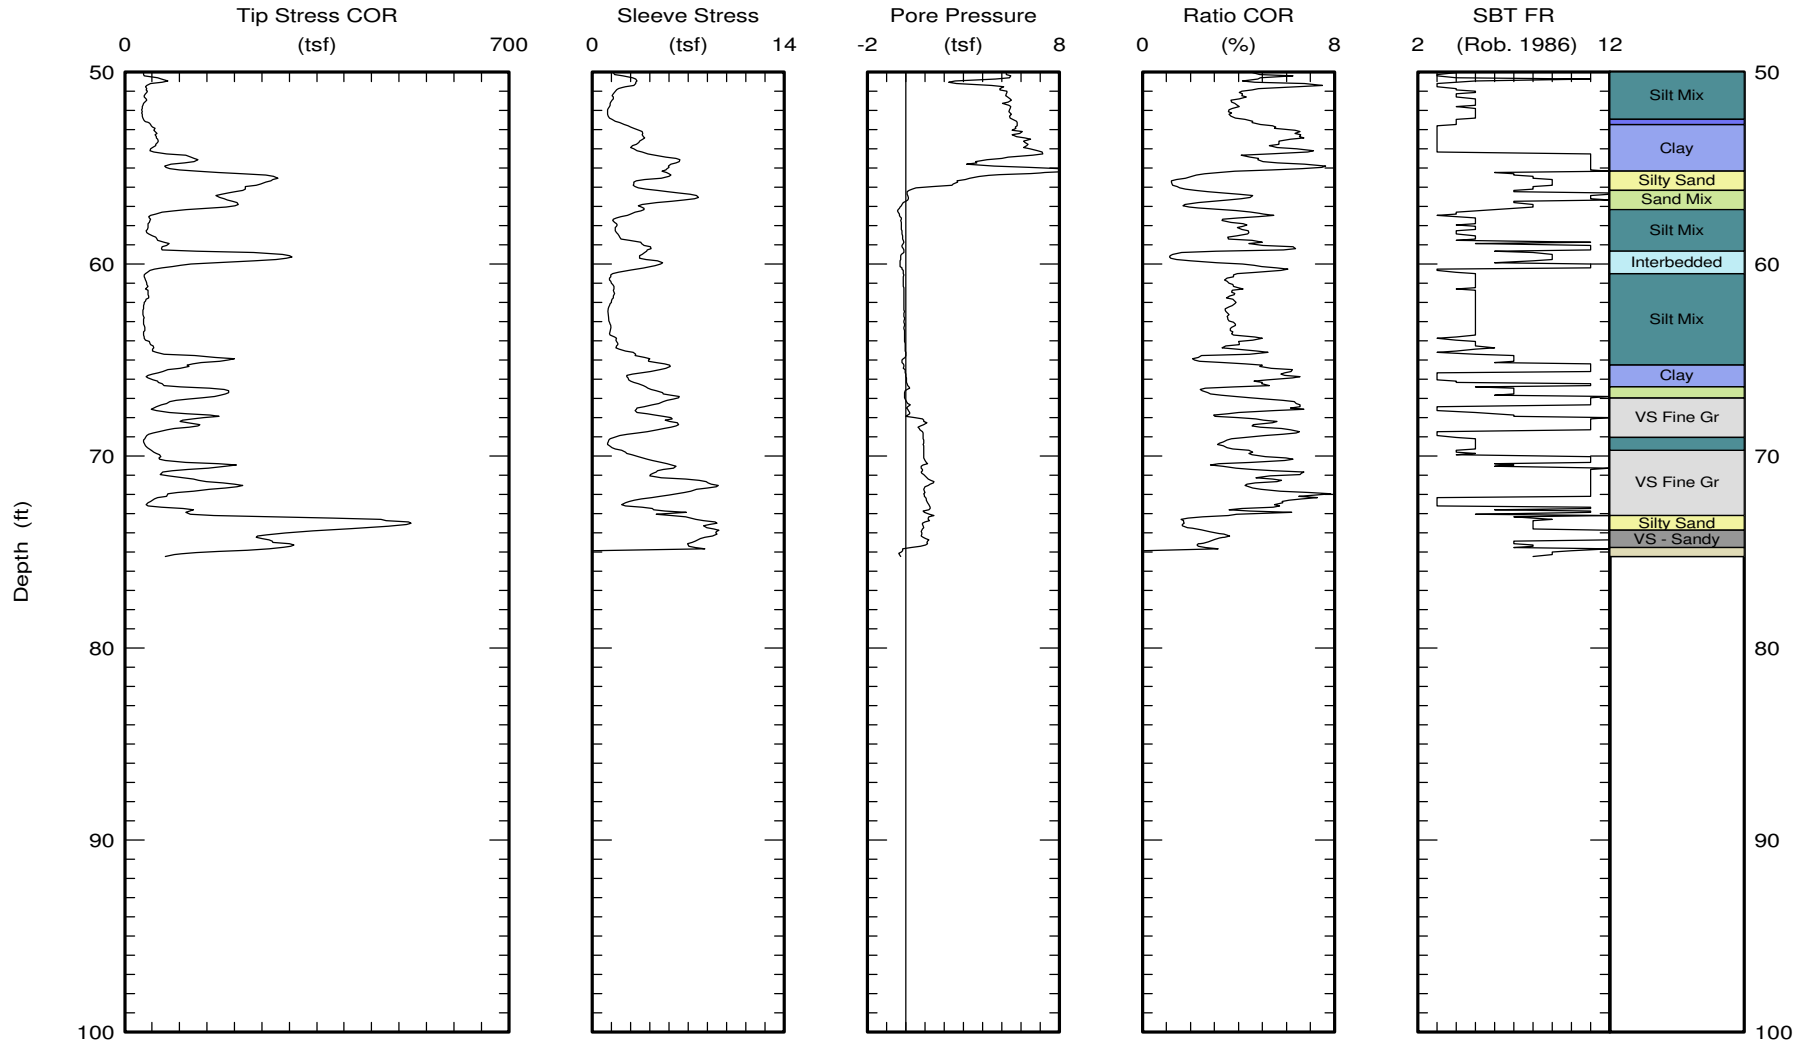 Tip Stress COR
Sleeve Stress
Pore Pressure
Ratio COR
SBT FR
0 (tsf) 700
0 (tsf) 14
-2 (tsf) 8
0 (%) 8
2 (Rob. 1986) 12
50
50
Silt Mix
Clay
Silty Sand
Sand Mix
Silt Mix
60
Interbedded
60
Silt Mix
Clay
VS Fine Gr
70
70
VS Fine Gr
Silty Sand
VS - Sandy
Depth (ft)
80
80
90
90
100
100